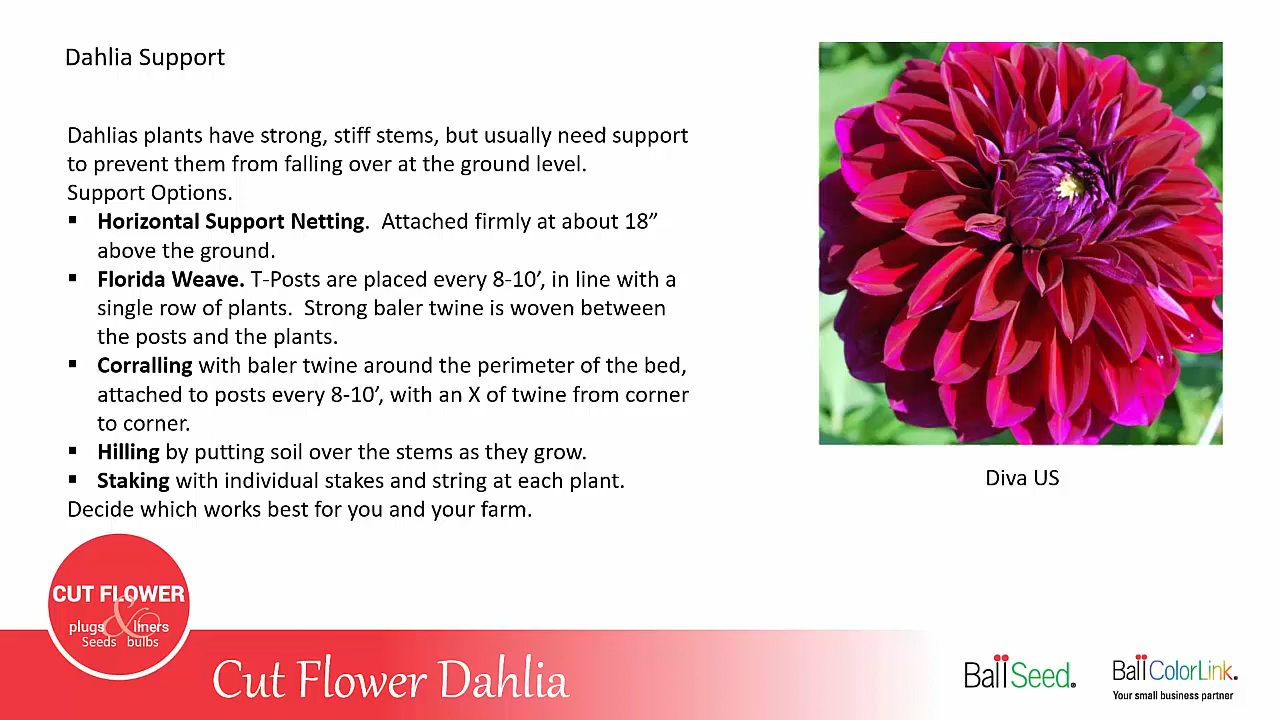 Dahlia Support
Dahlias plants have strong, stiff stems, but usually need support
to prevent them from falling over at the ground level.
Support Options.
▪ Horizontal Support Netting.  Attached firmly at about 18”
above the ground.
▪ Florida Weave. T-Posts are placed every 8-10’, in line with a
single row of plants.  Strong baler twine is woven between
the posts and the plants.
▪ Corralling with baler twine around the perimeter of the bed,
attached to posts every 8-10’, with an X of twine from corner
to corner.
▪ Hilling by putting soil over the stems as they grow.
▪ Staking with individual stakes and string at each plant.
Decide which works best for you and your farm.
Diva US
CUT FLOWER
plugs & liners
Seeds bulbs
Cut Flower Dahlia
Ball Seed.
Ball ColorLink.
Your small business partner